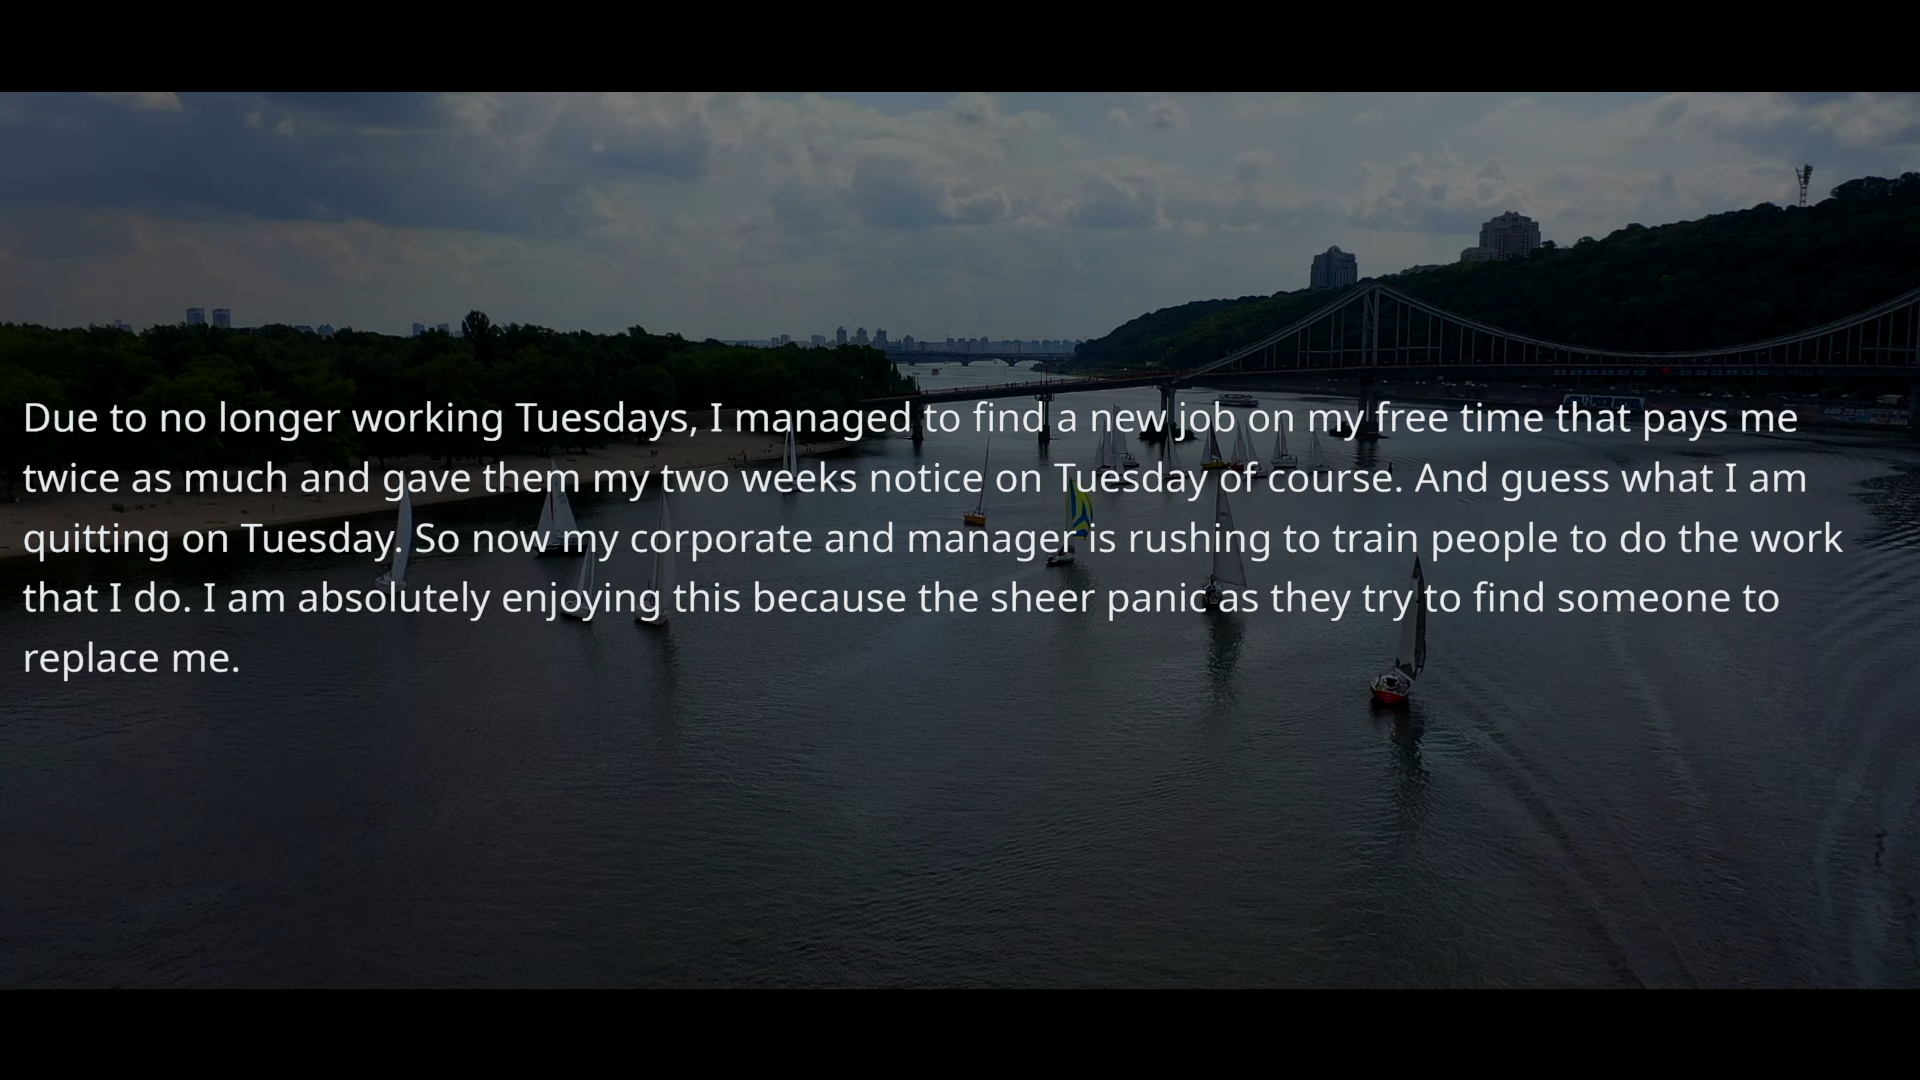 Due to no longer working Tuesdays, I managed to find a new job on my free time that pays me
twice as much and gave them my two weeks notice on Tuesday of course. And guess what I am
quitting on Tuesday. So now my corporate and manager is rushing to train people to do the work
that I do. I am absolutely enjoying this because the sheer panic as they try to find someone to
replace me.